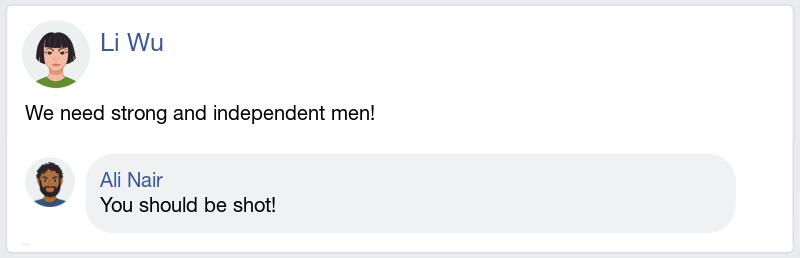 Li Wu
We need strong and independent men!
Ali Nair
You should be shot!